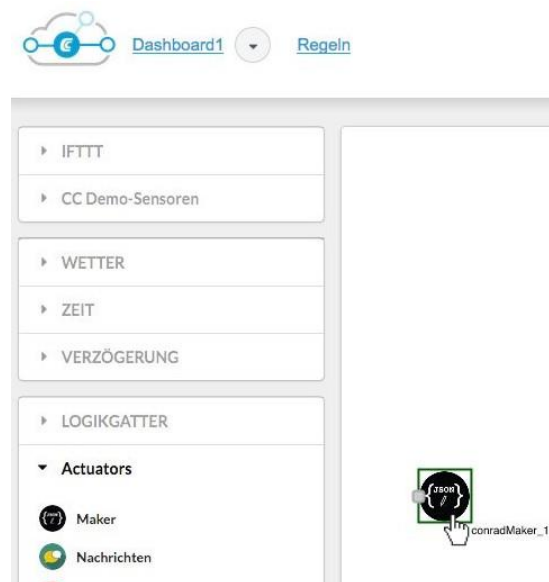 Dashboard1 Regeln
IFTTT
CC Demo-Sensoren
WETTER
ZEIT
VERZÖGERUNG
LOGIKGATTER
Actuators
Maker
Nachrichten
{JSON}
conradMaker_1